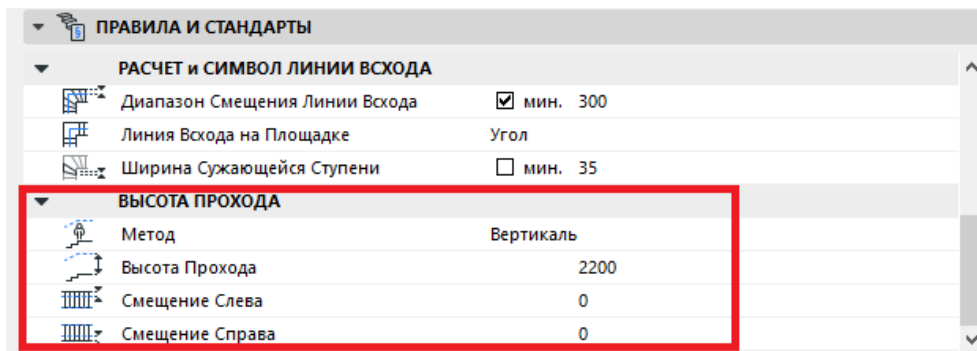 ПРАВИЛА И СТАНДАРТЫ
РАСЧЕТ и СИМВОЛ ЛИНИИ ВСХОДА
Диапазон Смещения Линии Всхода мин. 300
Линия Всхода на Площадке Угол
Ширина Сужающейся Ступени мин. 35
ВЫСОТА ПРОХОДА
Метод Вертикаль
Высота Прохода 2200
Смещение Слева 0
Смещение Справа 0